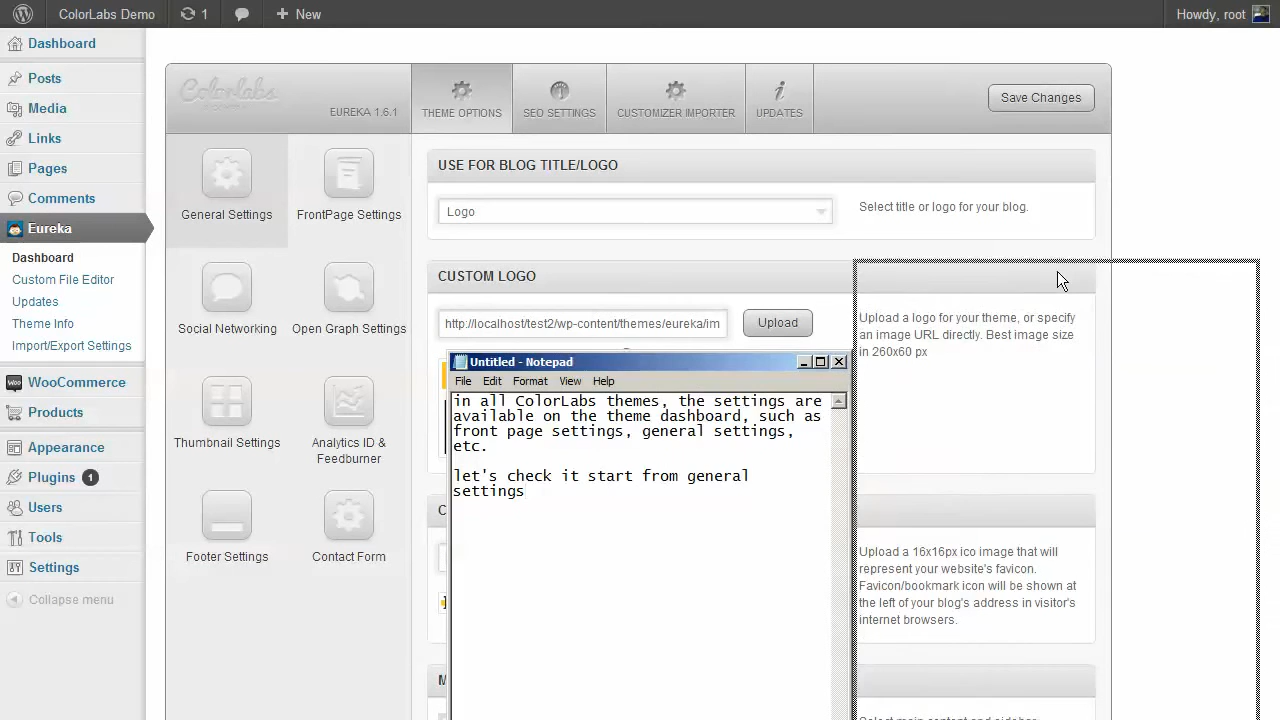 ColorLabs Demo
1
New
Howdy, root
Dashboard
Posts
Media
Links
Pages
Comments
Eureka
Dashboard
Custom File Editor
Updates
Theme Info
Import/Export Settings
WooCommerce
Products
Appearance
Plugins 1
Users
Tools
Settings
Collapse menu
Colorlabs
EUREKA 1.6.1
THEME OPTIONS
SEO SETTINGS
CUSTOMIZER IMPORTER
UPDATES
Save Changes
General Settings
FrontPage Settings
Social Networking
Open Graph Settings
Thumbnail Settings
Analytics ID &
Feedburner
Footer Settings
Contact Form
USE FOR BLOG TITLE/LOGO
Logo
Select title or logo for your blog.
CUSTOM LOGO
http://localhost/test2/wp-content/themes/eureka/im
Upload
Upload a logo for your theme, or specify
an image URL directly. Best image size
in 260x60 px
Untitled - Notepad
File Edit Format View Help
in all ColorLabs themes, the settings are
available on the theme dashboard, such as
front page settings, general settings,
etc.
let's check it start from general
settings
Upload a 16x16px ico image that will
represent your website's favicon.
Favicon/bookmark icon will be shown at
the left of your blog's address in visitor's
internet browsers.